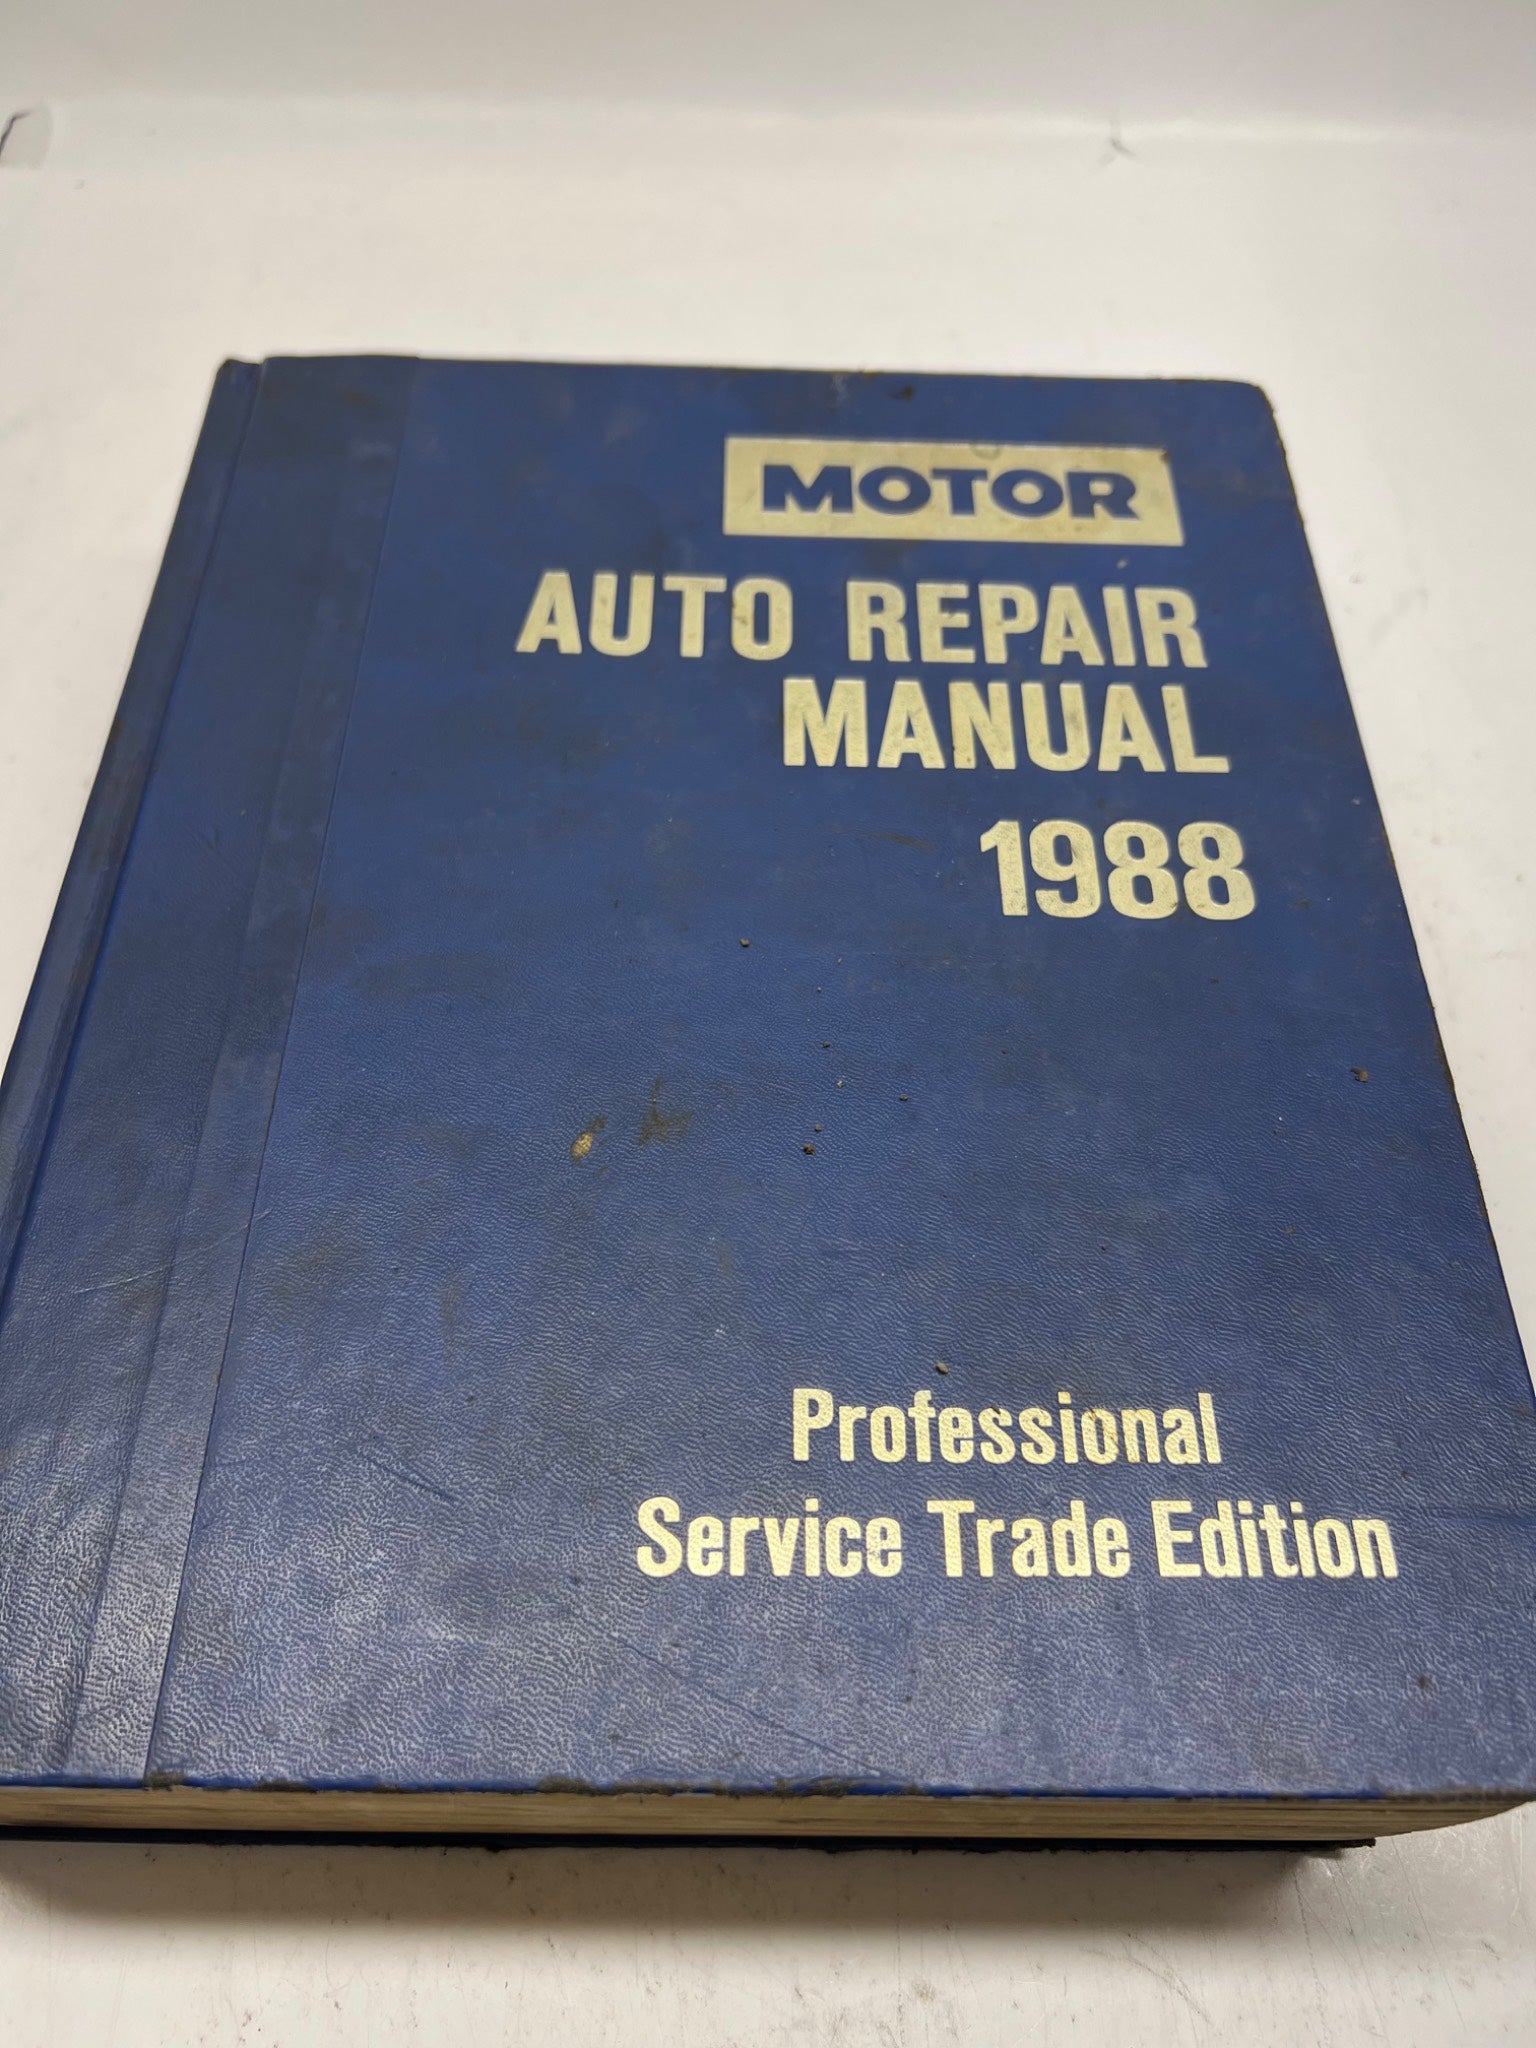 MOTOR
AUTO REPAIR
MANUAL
1988
Professional
Service Trade Edition